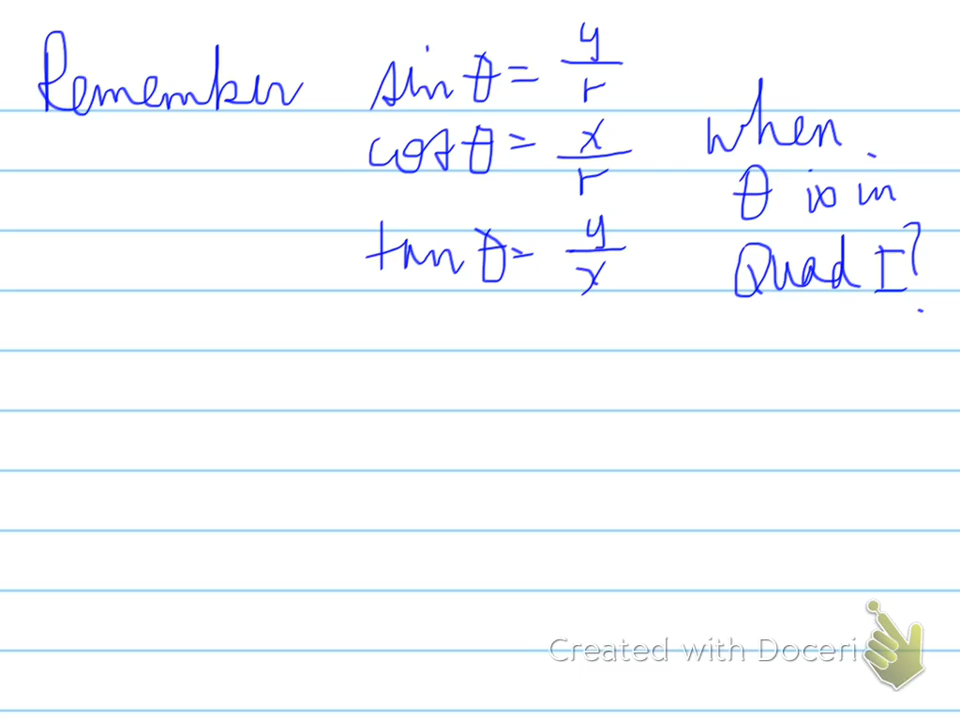 Remember sin θ = y/r
cos θ = x/r when
θ is in
tan θ = y/x Quad I?
Created with Doceri